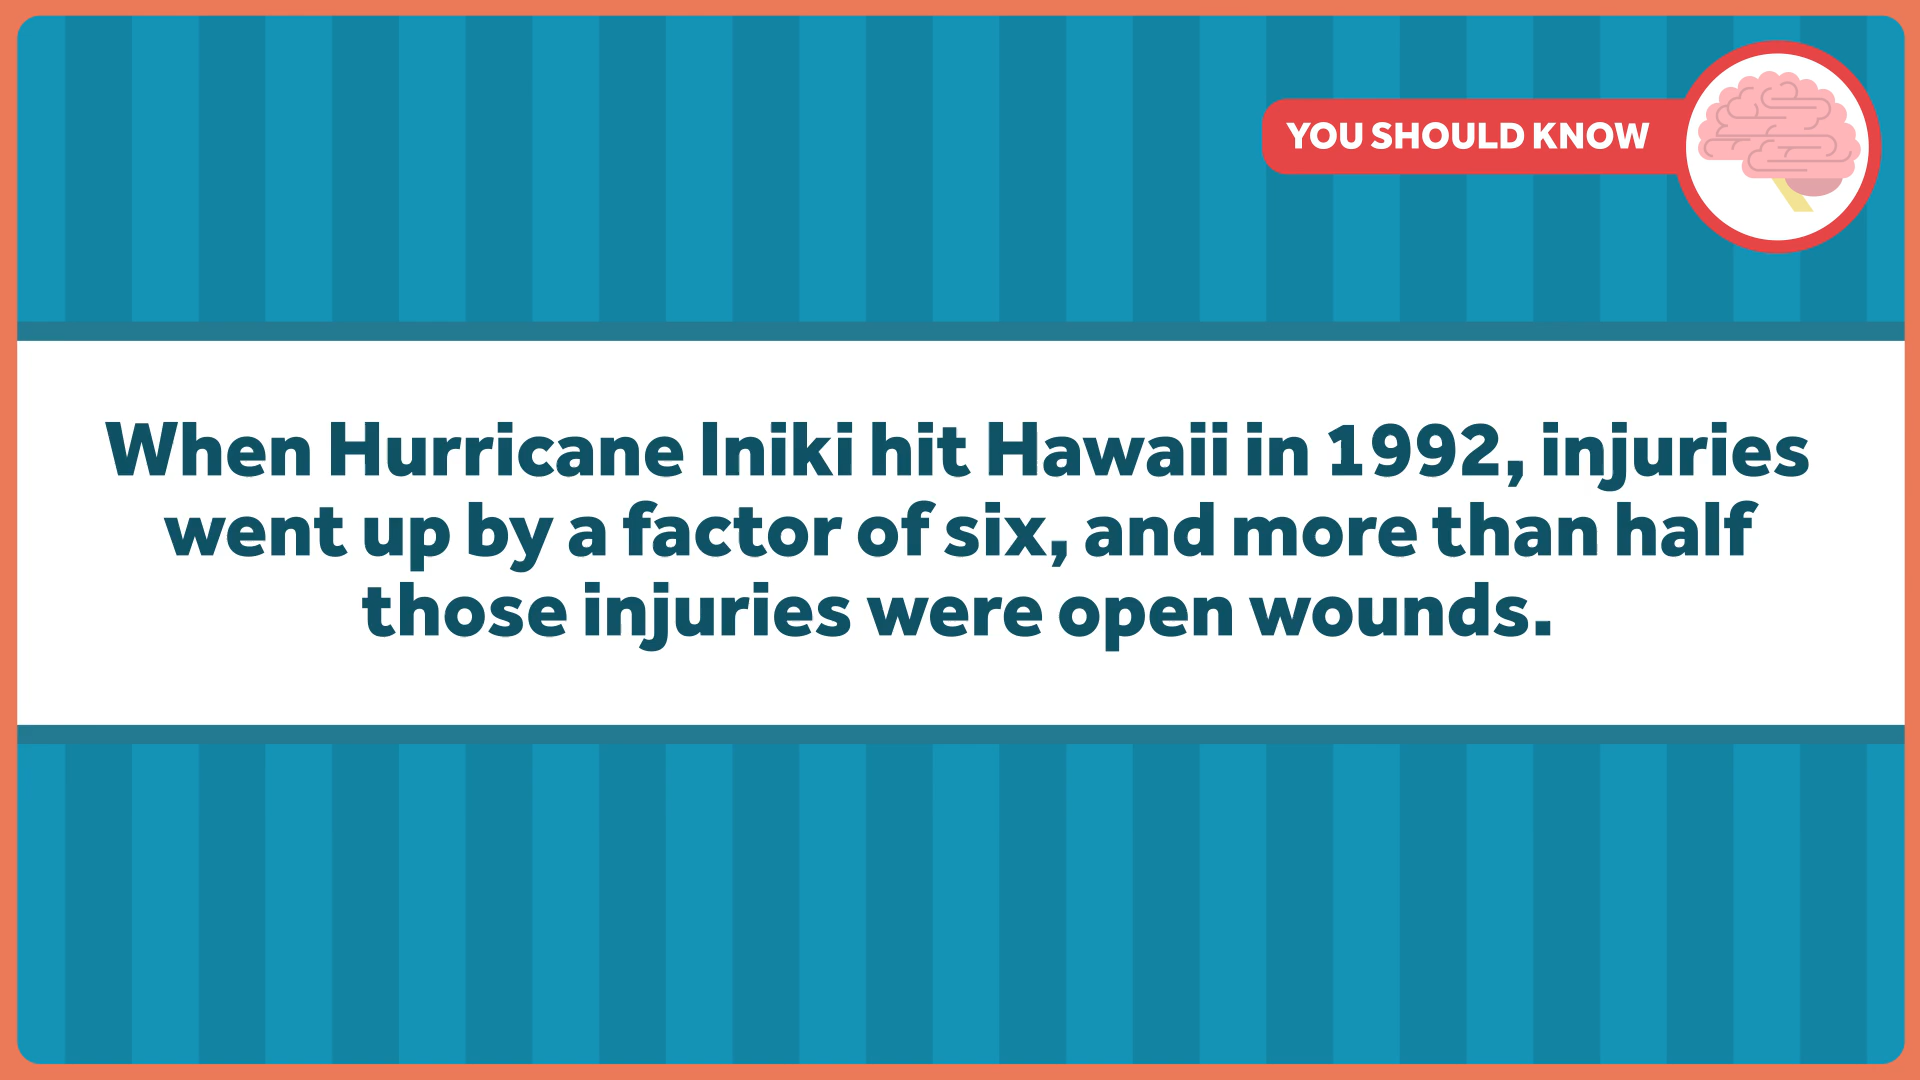 YOU SHOULD KNOW
When Hurricane Iniki hit Hawaii in 1992, injuries
went up by a factor of six, and more than half
those injuries were open wounds.